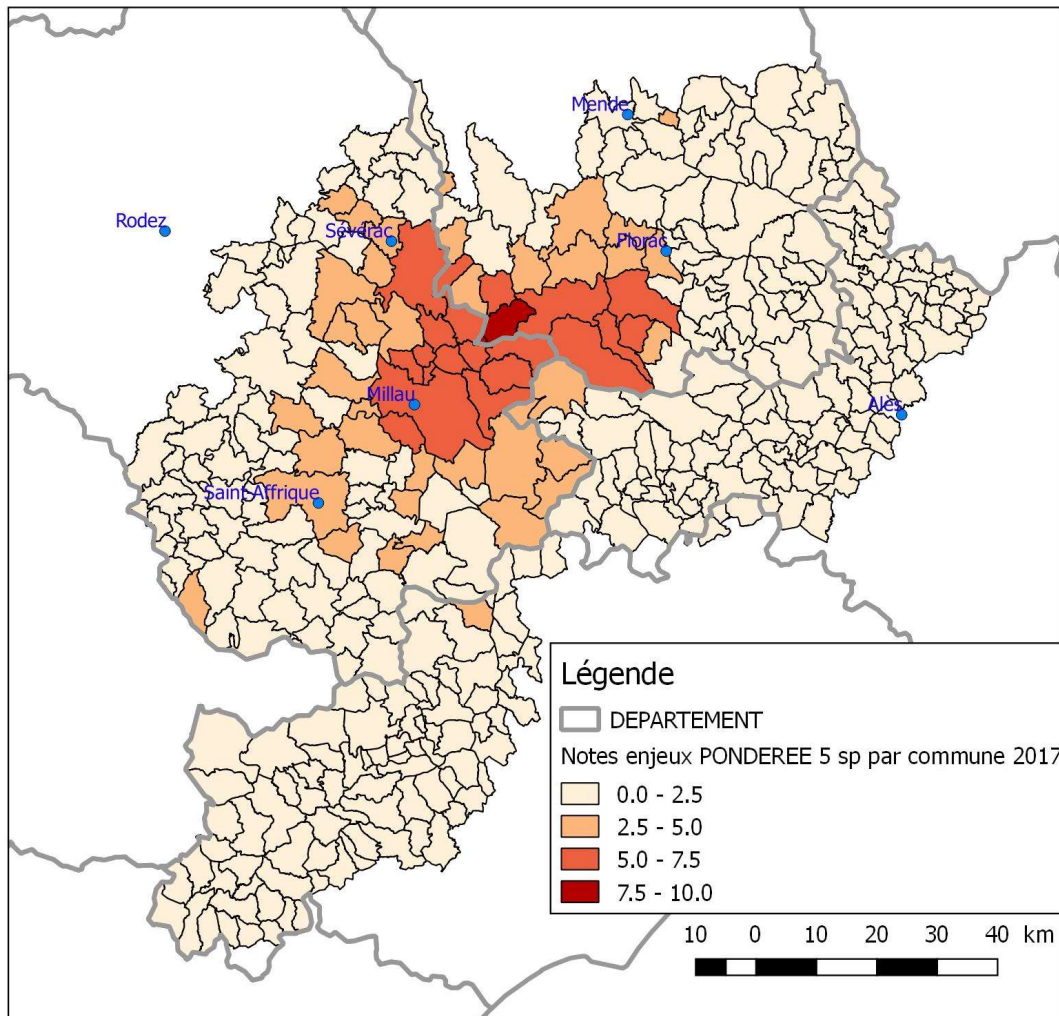 Mende
Rodez
Sévérac
Florac
Millau
Alès
Saint-Affrique
Légende
DEPARTEMENT
Notes enjeux PONDEREE 5 sp par commune 2017
0.0 - 2.5
2.5 - 5.0
5.0 - 7.5
7.5 - 10.0
10 0 10 20 30 40 km